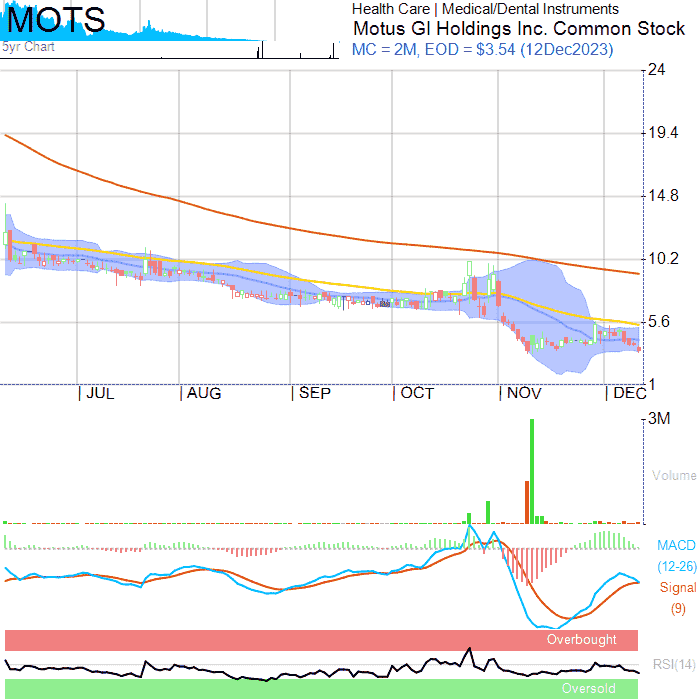 MOTS
5yr Chart
Health Care | Medical/Dental Instruments
Motus GI Holdings Inc. Common Stock
MC = 2M, EOD = $3.54 (12Dec2023)
24
19.4
14.8
10.2
5.6
1
| JUL | AUG | SEP | OCT | NOV | DEC
3M
Volume
MACD
(12-26)
Signal
(9)
Overbought
RSI(14)
Oversold